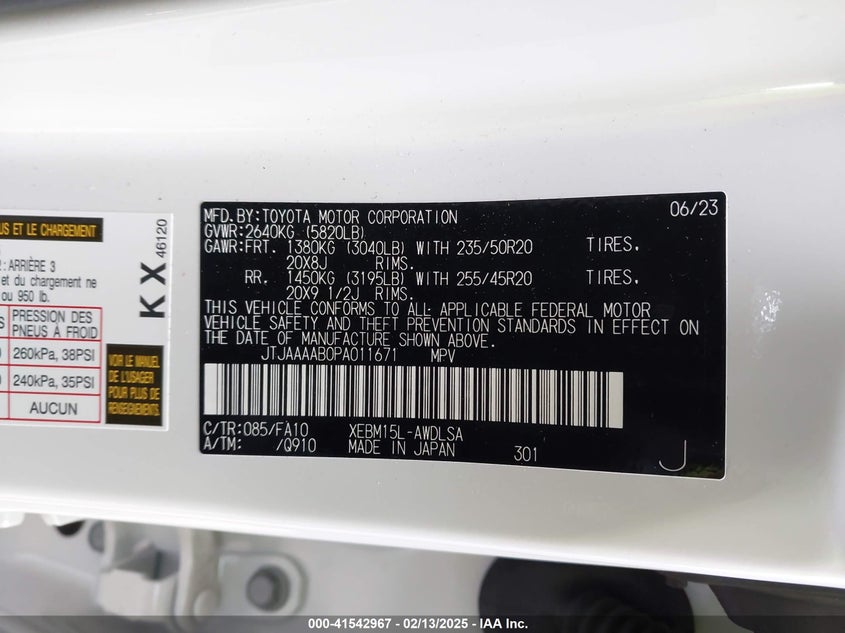 US ET LE CHARGEMENT
: ARRIÈRE 3
et du chargement ne
ou 950 lb.
PRESSION DES
PNEUS À FROID
260kPa, 38PSI
240kPa, 35PSI
AUCUN
KX
46120
VOIR LE MANUEL
DE L'USAGER
POUR PLUS DE
RENSEIGNEMENTS
MFD.BY:TOYOTA MOTOR CORPORATION 06/23
GVWR:2640KG (5820LB)
GAWR:FRT. 1380KG (3040LB) WITH 235/50R20 TIRES.
20X8J RIMS.
RR. 1450KG (3195LB) WITH 255/45R20 TIRES.
20X9 1/2J RIMS.
THIS VEHICLE CONFORMS TO ALL APPLICABLE FEDERAL MOTOR
VEHICLE SAFETY AND THEFT PREVENTION STANDARDS IN EFFECT ON
THE DATE OF MANUFACTURE SHOWN ABOVE.
JTJAAAAB0PA011671 MPV
C/TR:085/FA10 XEBM15L-AWDLSA
A/TM: /Q910 MADE IN JAPAN 301 J
000-41542967 - 02/13/2025 - IAA Inc.